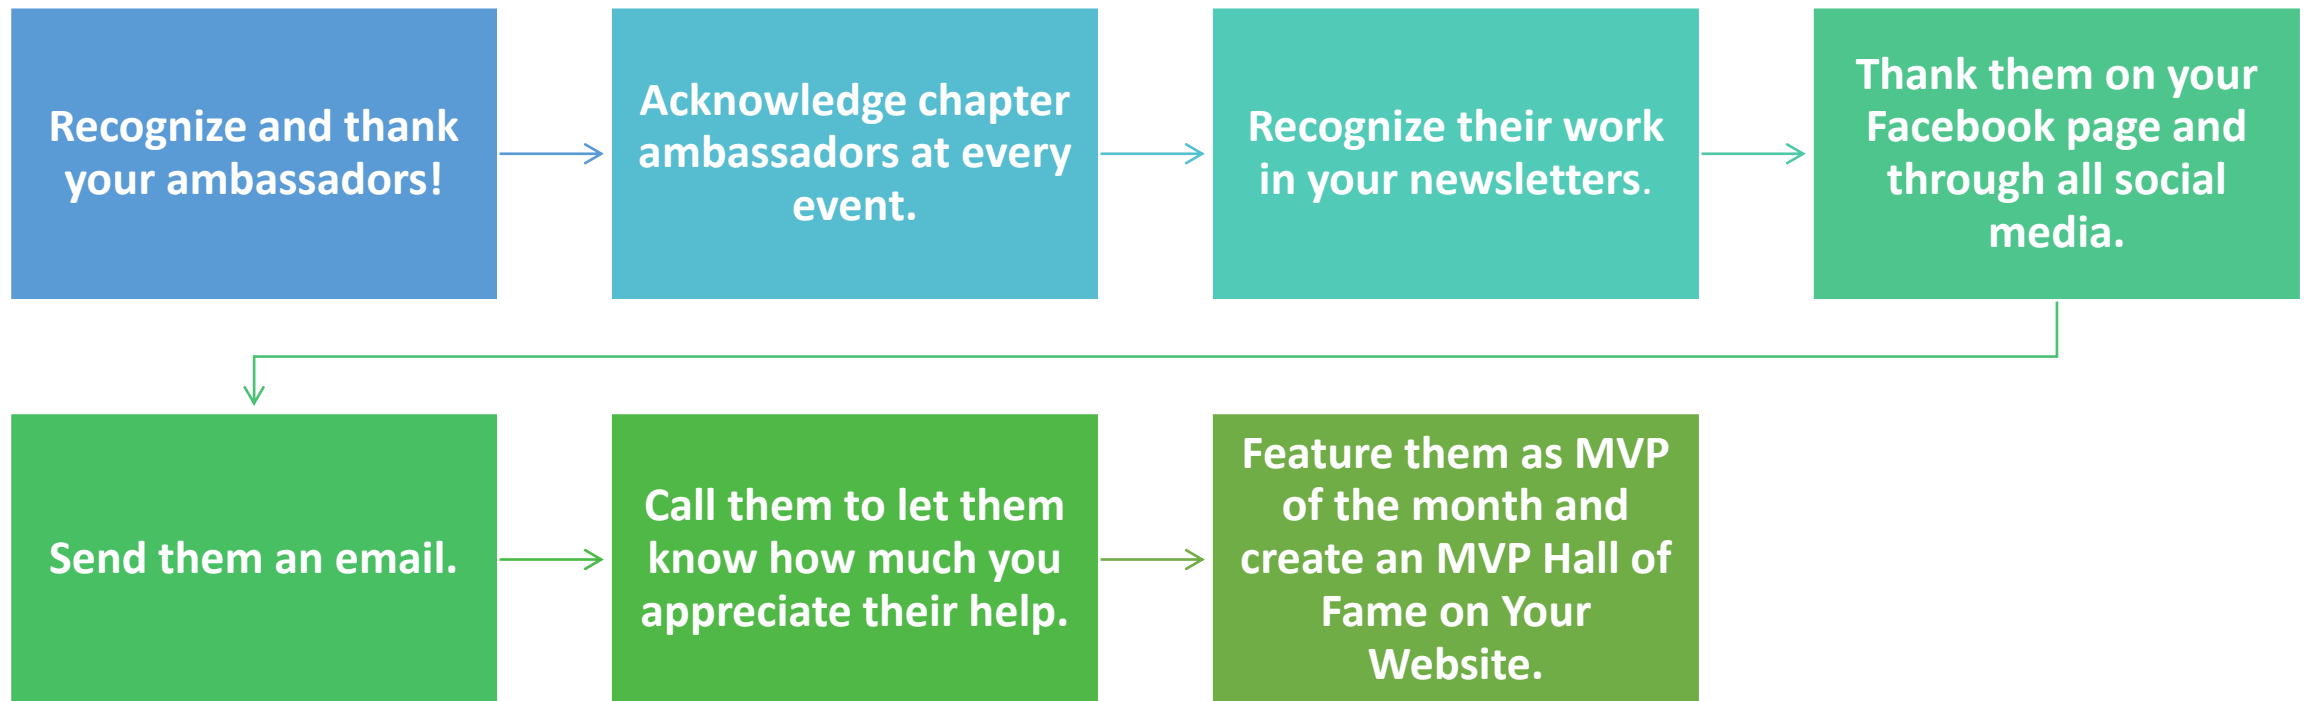 Recognize and thank
your ambassadors!
Acknowledge chapter
ambassadors at every
event.
Recognize their work
in your newsletters.
Thank them on your
Facebook page and
through all social
media.
Send them an email.
Call them to let them
know how much you
appreciate their help.
Feature them as MVP
of the month and
create an MVP Hall of
Fame on Your
Website.